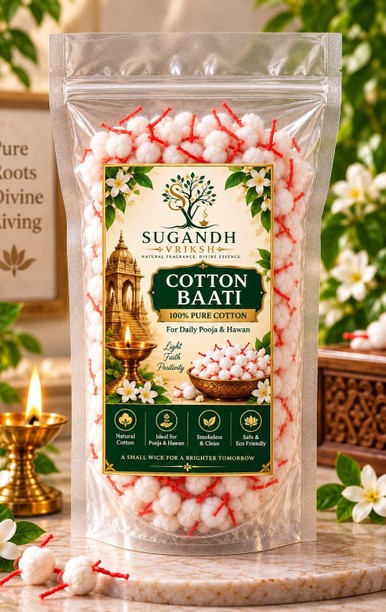 Pure
Roots
Divine
Living
SUGANDH
VRIKSH
NATURAL FRAGRANCE. DIVINE ESSENCE.
COTTON
BAATI
100% PURE COTTON
For Daily Pooja & Hawan
Light
Faith
Positivity
Natural
Cotton
Ideal for
Pooja & Hawan
Smokeless
& Clean
Safe &
Eco Friendly
A SMALL WICK FOR A BRIGHTER TOMORROW